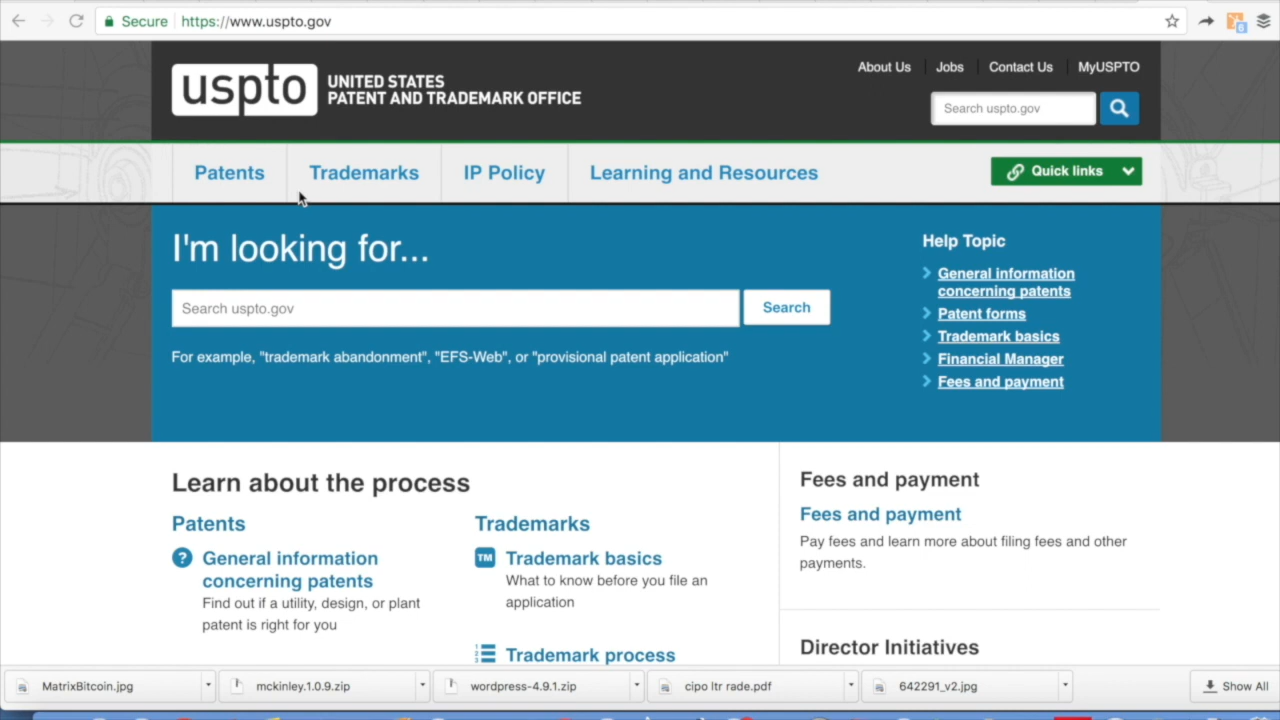 Secure https://www.uspto.gov
6
uspto UNITED STATES
PATENT AND TRADEMARK OFFICE
About Us Jobs Contact Us MyUSPTO
Search uspto.gov
Patents Trademarks IP Policy Learning and Resources Quick links
I'm looking for...
Search uspto.gov Search
For example, "trademark abandonment", "EFS-Web", or "provisional patent application"
Help Topic
General information
concerning patents
Patent forms
Trademark basics
Financial Manager
Fees and payment
Learn about the process
Patents
? General information
concerning patents
Find out if a utility, design, or plant
patent is right for you
Trademarks
TM Trademark basics
What to know before you file an
application
Trademark process
Fees and payment
Fees and payment
Pay fees and learn more about filing fees and other
payments.
Director Initiatives
MatrixBitcoin.jpg mckinley.1.0.9.zip wordpress-4.9.1.zip cipo ltr rade.pdf 642291_v2.jpg Show All